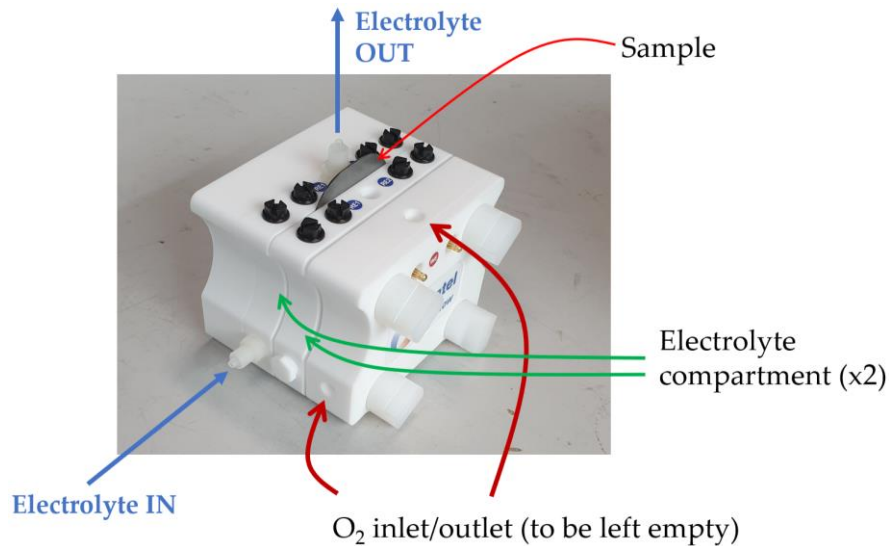 Electrolyte
OUT
Sample
Electrolyte
compartment (x2)
Electrolyte IN
O₂ inlet/outlet (to be left empty)